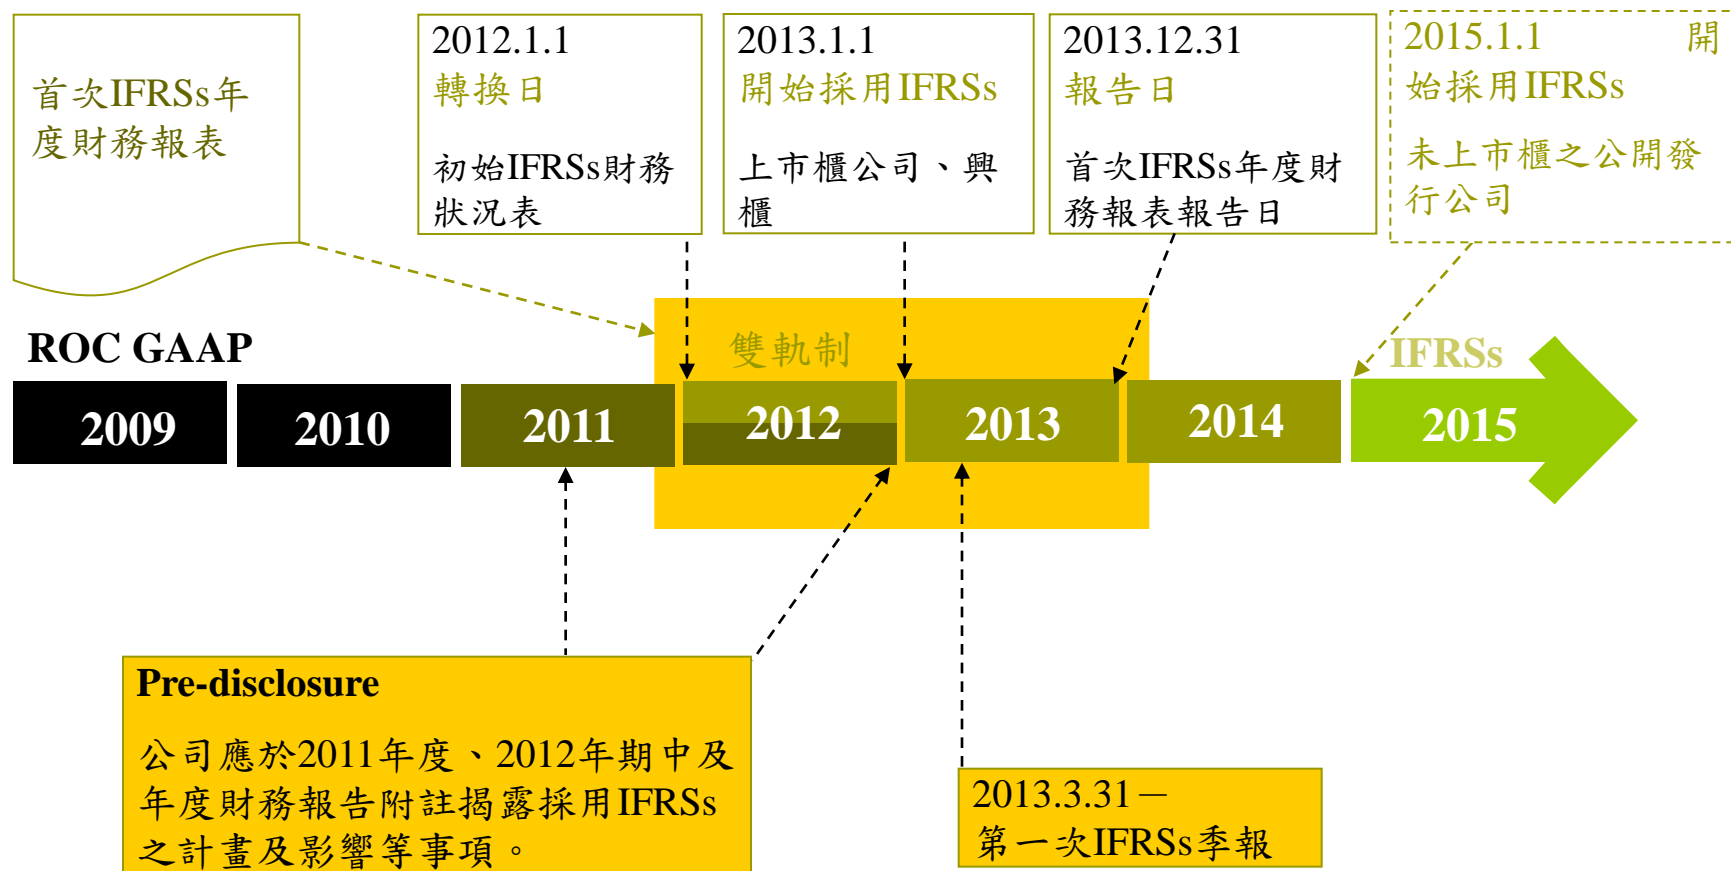 首次IFRSs年
度財務報表
2012.1.1
轉換日
初始IFRSs財務
狀況表
2013.1.1
開始採用IFRSs
上市櫃公司、興
櫃
2013.12.31
報告日
首次IFRSs年度財
務報表報告日
2015.1.1 開
始採用IFRSs
未上市櫃之公開發
行公司
ROC GAAP
雙軌制
IFRSs
2009
2010
2011
2012
2013
2014
2015
Pre-disclosure
公司應於2011年度、2012年期中及
年度財務報告附註揭露採用IFRSs
之計畫及影響等事項。
2013.3.31－
第一次IFRSs季報